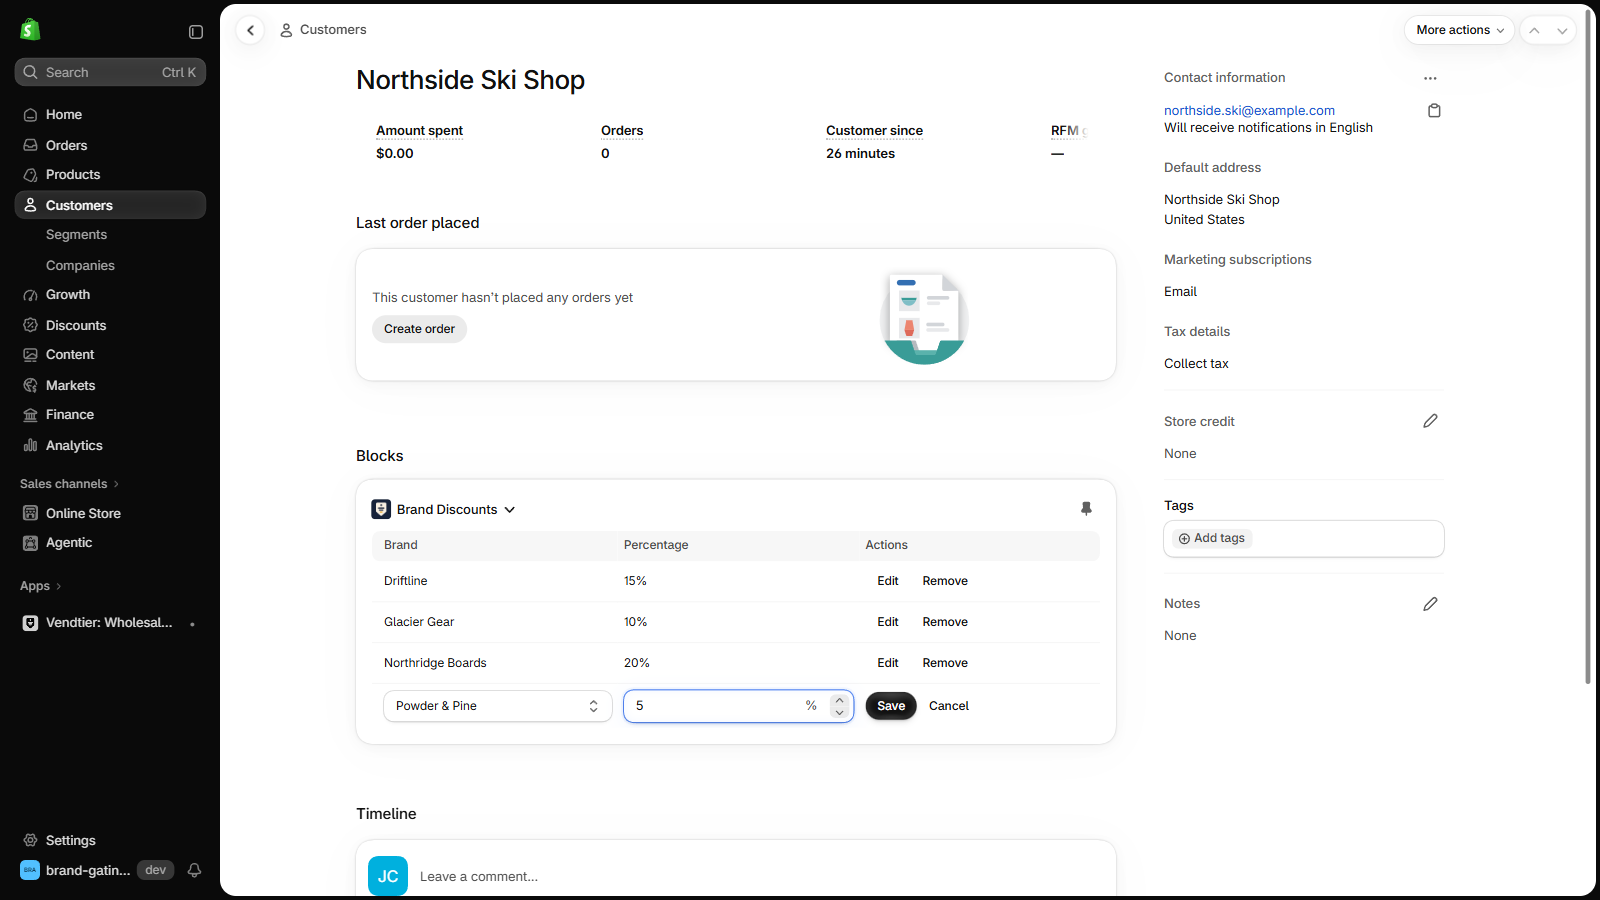 Search
Ctrl K
Home
Orders
Products
Customers
Segments
Companies
Growth
Discounts
Content
Markets
Finance
Analytics
Sales channels
Online Store
Agentic
Apps
Vendtier: Wholesal...
Settings
BRA
brand-gatin...
dev
Customers
More actions
Northside Ski Shop
Amount spent
$0.00
Orders
0
Customer since
26 minutes
RFM
—
Last order placed
This customer hasn't placed any orders yet
Create order
Blocks
Brand Discounts
Brand Percentage Actions
Driftline 15% Edit Remove
Glacier Gear 10% Edit Remove
Northridge Boards 20% Edit Remove
Powder & Pine 5 % Save Cancel
Timeline
JC
Leave a comment...
Contact information
northside.ski@example.com
Will receive notifications in English
Default address
Northside Ski Shop
United States
Marketing subscriptions
Email
Tax details
Collect tax
Store credit
None
Tags
Add tags
Notes
None